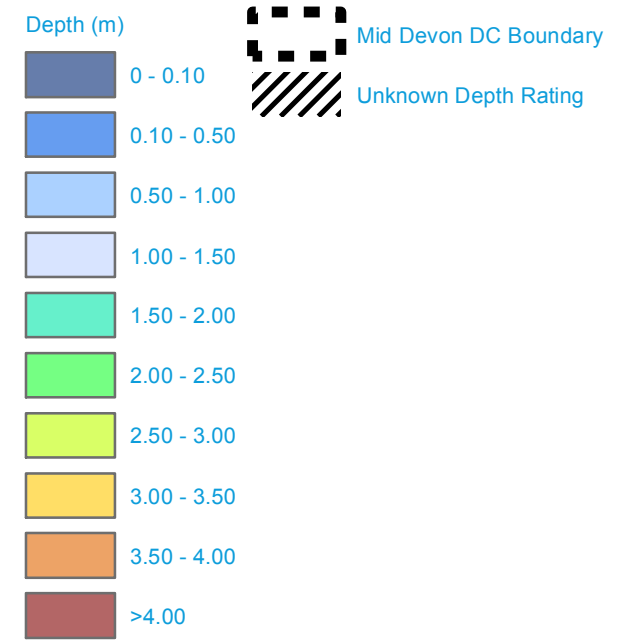 Depth (m)
0 - 0.10
0.10 - 0.50
0.50 - 1.00
1.00 - 1.50
1.50 - 2.00
2.00 - 2.50
2.50 - 3.00
3.00 - 3.50
3.50 - 4.00
>4.00
Mid Devon DC Boundary
Unknown Depth Rating